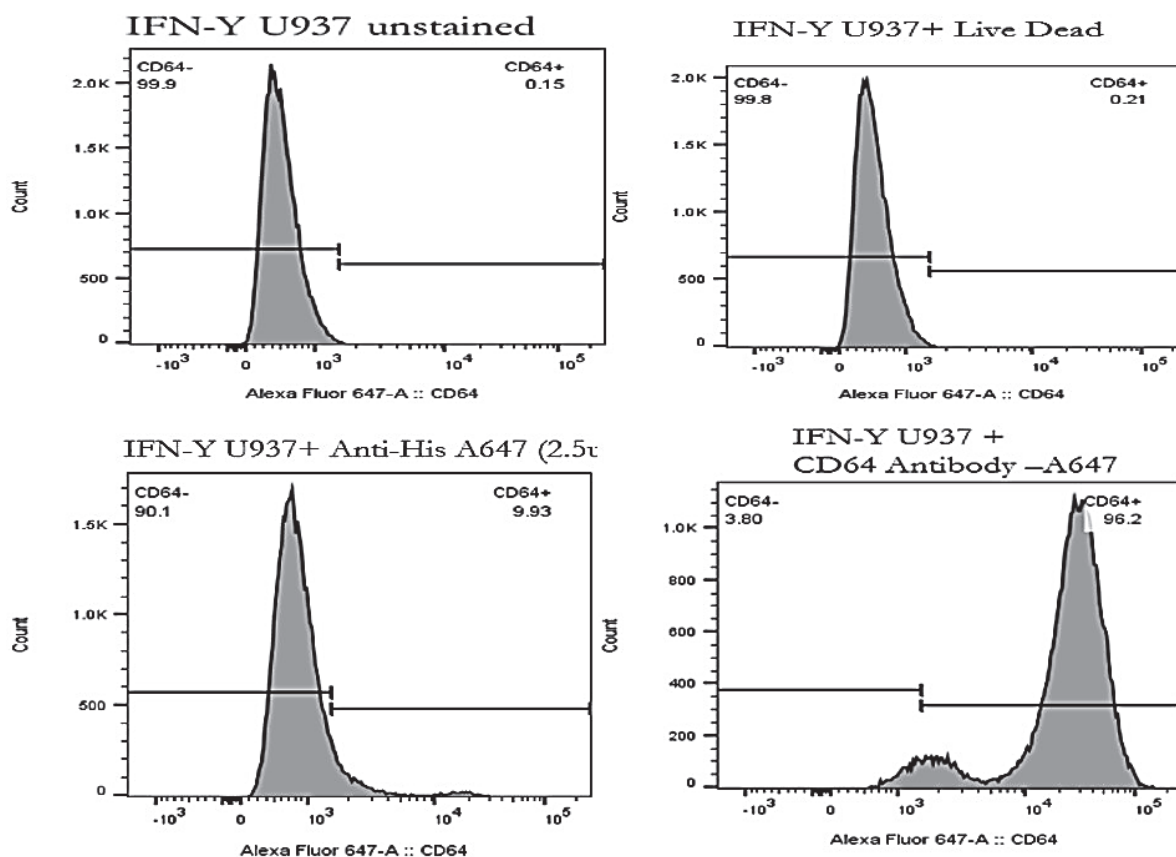 IFN-Y U937 unstained
CD64- CD64+
99.9 0.15
2.0K
1.5K
1.0K
500
0
Count
-10³ 0 10³ 10⁴ 10⁵
Alexa Fluor 647-A :: CD64
IFN-Y U937+ Live Dead
CD64- CD64+
99.8 0.21
2.0K
1.5K
1.0K
500
0
Count
-10³ 0 10³ 10⁴ 10⁵
Alexa Fluor 647-A :: CD64
IFN-Y U937+ Anti-His A647 (2.5u
CD64- CD64+
90.1 9.93
1.5K
1.0K
500
0
Count
-10³ 0 10³ 10⁴ 10⁵
Alexa Fluor 647-A :: CD64
IFN-Y U937 +
CD64 Antibody –A647
CD64- CD64+
3.80 96.2
1.0K
800
600
400
200
0
Count
-10³ 0 10³ 10⁴ 10⁵
Alexa Fluor 647-A :: CD64